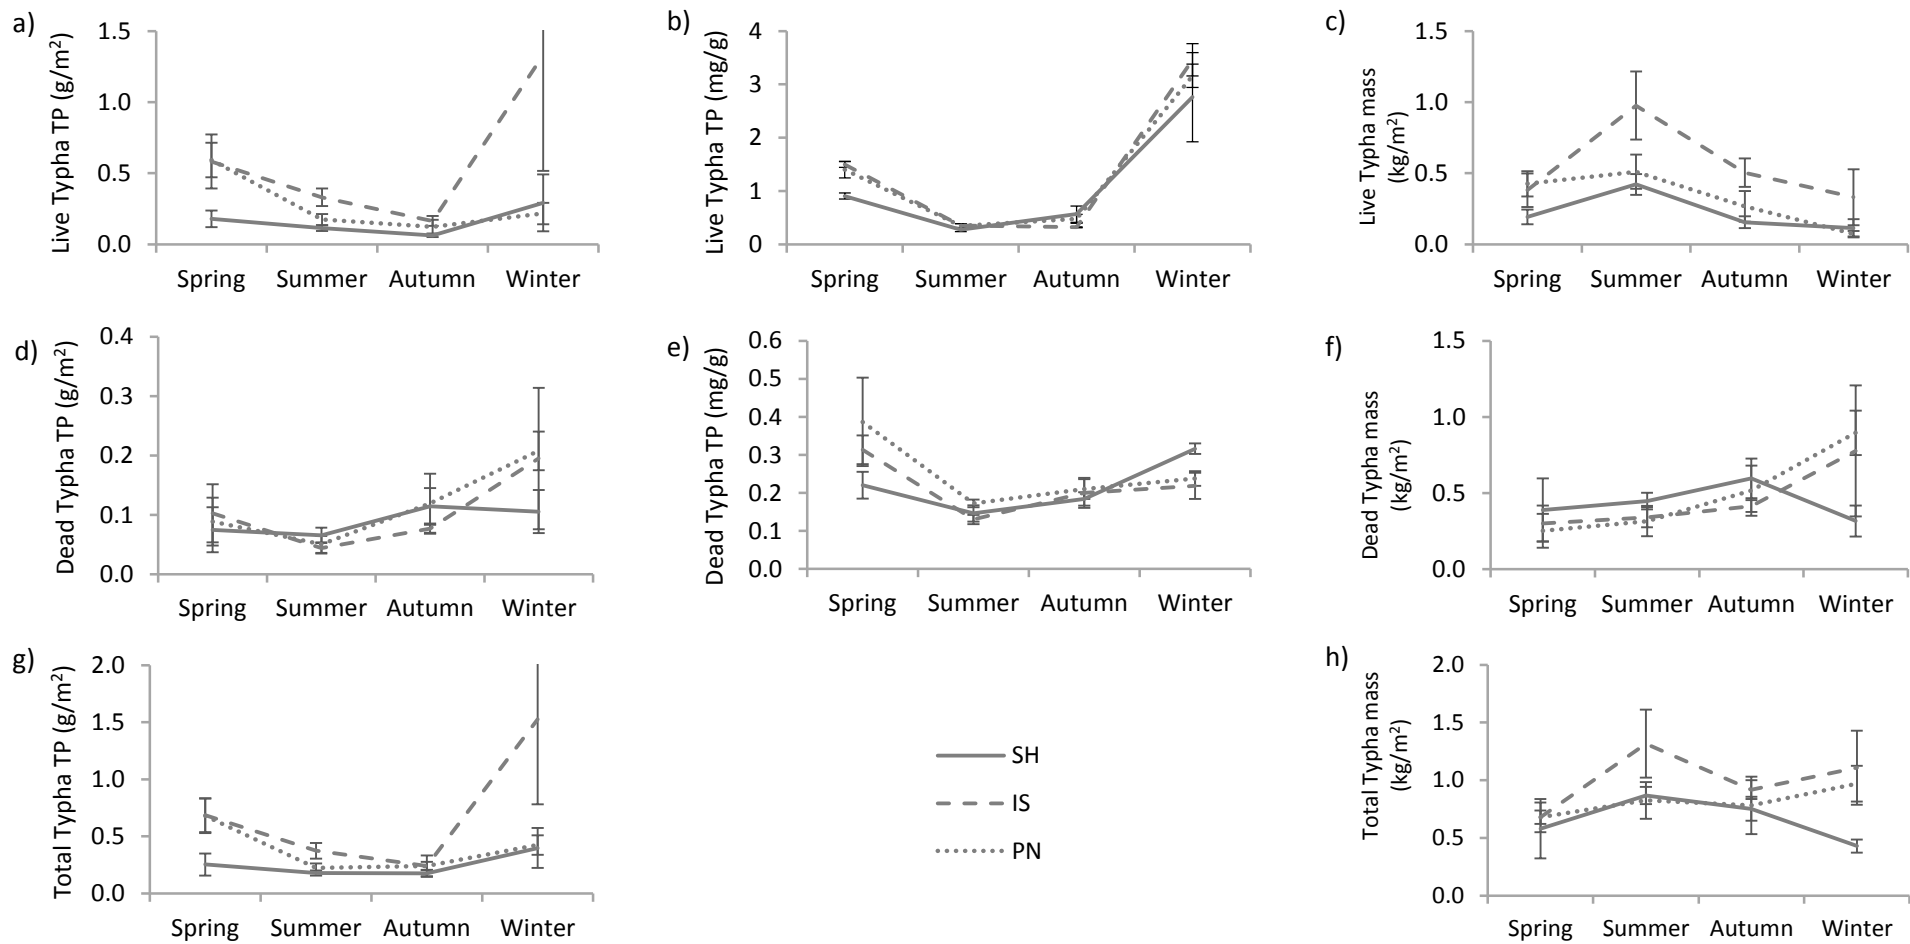 a)
Live Typha TP (g/m²)
1.5
1.0
0.5
0.0
Spring Summer Autumn Winter
b)
Live Typha TP (mg/g)
4
3
2
1
0
Spring Summer Autumn Winter
c)
Live Typha mass
(kg/m²)
1.5
1.0
0.5
0.0
Spring Summer Autumn Winter
d)
Dead Typha TP (g/m²)
0.4
0.3
0.2
0.1
0.0
Spring Summer Autumn Winter
e)
Dead Typha TP (mg/g)
0.6
0.5
0.4
0.3
0.2
0.1
0.0
Spring Summer Autumn Winter
f)
Dead Typha mass
(kg/m²)
1.5
1.0
0.5
0.0
Spring Summer Autumn Winter
g)
Total Typha TP (g/m²)
2.0
1.5
1.0
0.5
0.0
Spring Summer Autumn Winter
SH
IS
PN
h)
Total Typha mass
(kg/m²)
2.0
1.5
1.0
0.5
0.0
Spring Summer Autumn Winter